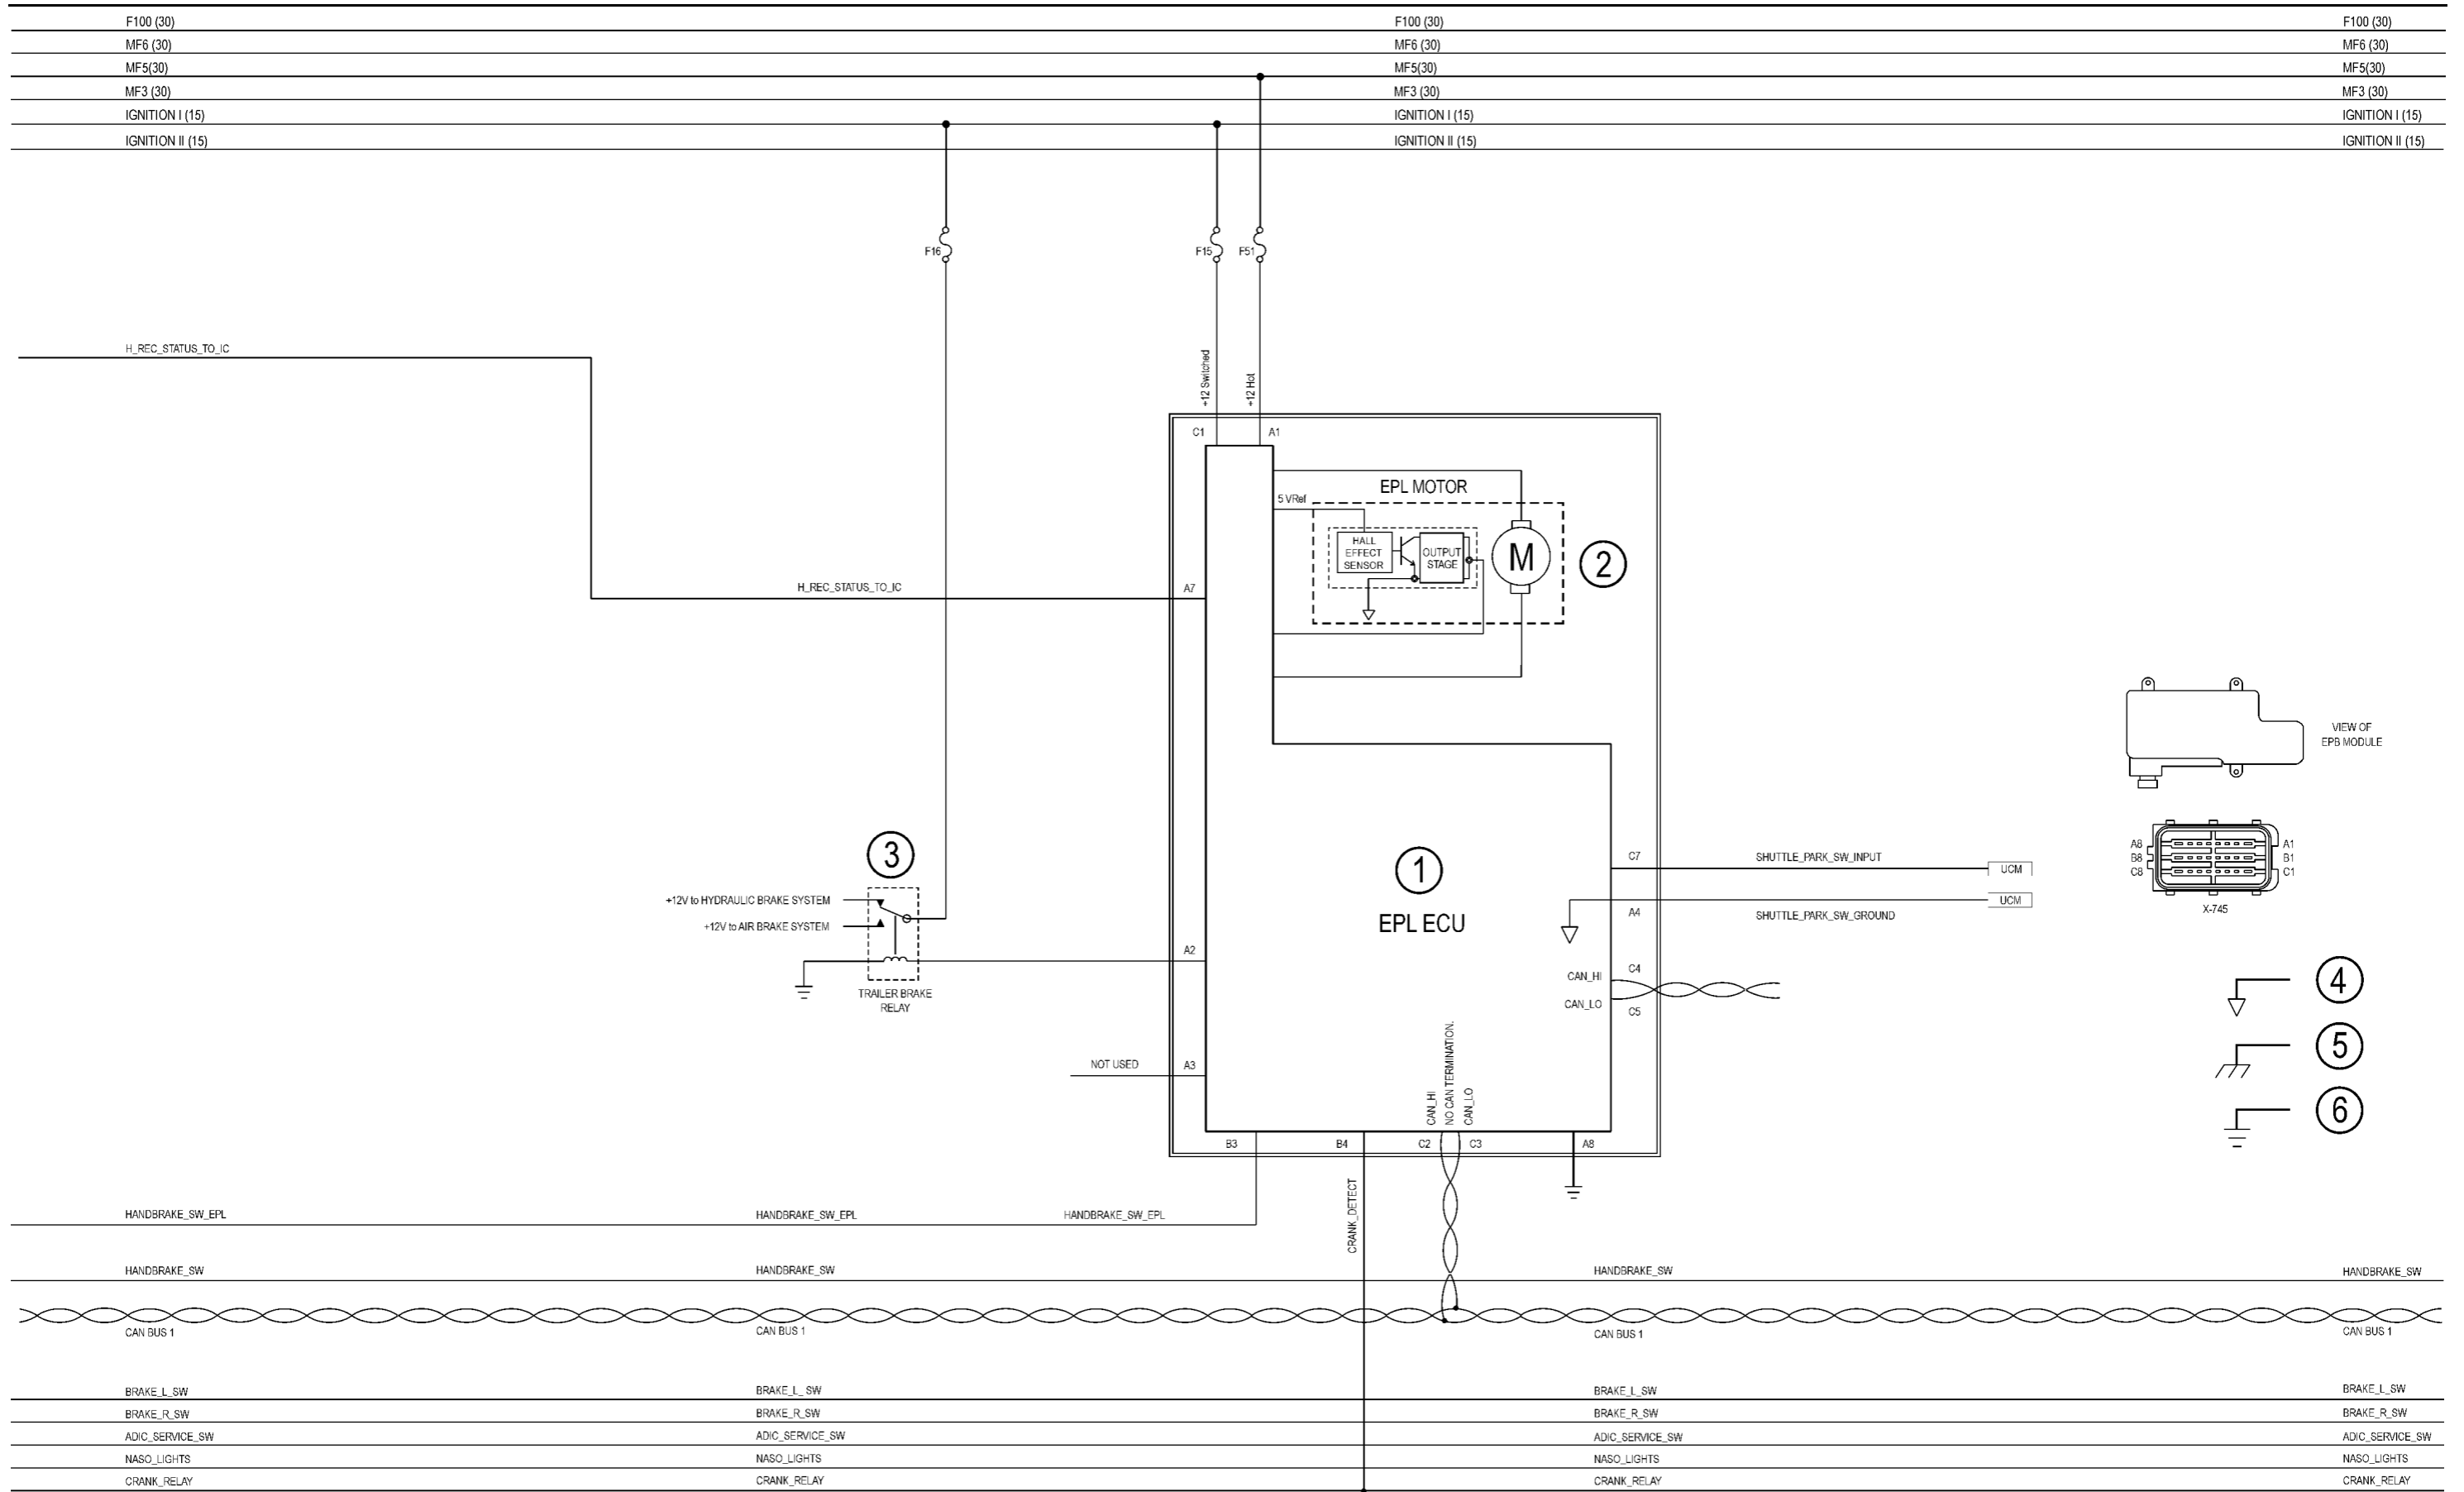 F100 (30) F100 (30) F100 (30)
MF6 (30) MF6 (30) MF6 (30)
MF5(30) MF5(30) MF5(30)
MF3 (30) MF3 (30) MF3 (30)
IGNITION I (15) IGNITION I (15) IGNITION I (15)
IGNITION II (15) IGNITION II (15) IGNITION II (15)
F16 F15 F51
H_REC_STATUS_TO_IC
+12 Switched
+12 Hot
C1 A1
EPL MOTOR
5 VRef
HALL
EFFECT
SENSOR
OUTPUT
STAGE
M
2
H_REC_STATUS_TO_IC A7
VIEW OF
EPB MODULE
3
1
EPL ECU
C7 SHUTTLE_PARK_SW_INPUT UCM
A4 SHUTTLE_PARK_SW_GROUND UCM
A8 A1
B8 B1
C8 C1
X-745
+12V to HYDRAULIC BRAKE SYSTEM
+12V to AIR BRAKE SYSTEM
A2
TRAILER BRAKE
RELAY
CAN_HI C4
CAN_LO C5
4
5
6
NOT USED A3
CAN_HI
NO CAN TERMINATION.
CAN_LO
B3 B4 C2 C3 A8
CRANK_DETECT
HANDBRAKE_SW_EPL HANDBRAKE_SW_EPL HANDBRAKE_SW_EPL
HANDBRAKE_SW HANDBRAKE_SW HANDBRAKE_SW HANDBRAKE_SW
CAN BUS 1 CAN BUS 1 CAN BUS 1 CAN BUS 1
BRAKE_L_SW BRAKE_L_ SW BRAKE_L_SW BRAKE_L_SW
BRAKE_R_SW BRAKE_R_SW BRAKE_R_SW BRAKE_R_SW
ADIC_SERVICE_SW ADIC_SERVICE_SW ADIC_SERVICE_SW ADIC_SERVICE_SW
NASO_LIGHTS NASO_LIGHTS NASO_LIGHTS NASO_LIGHTS
CRANK_RELAY CRANK_RELAY CRANK_RELAY CRANK_RELAY